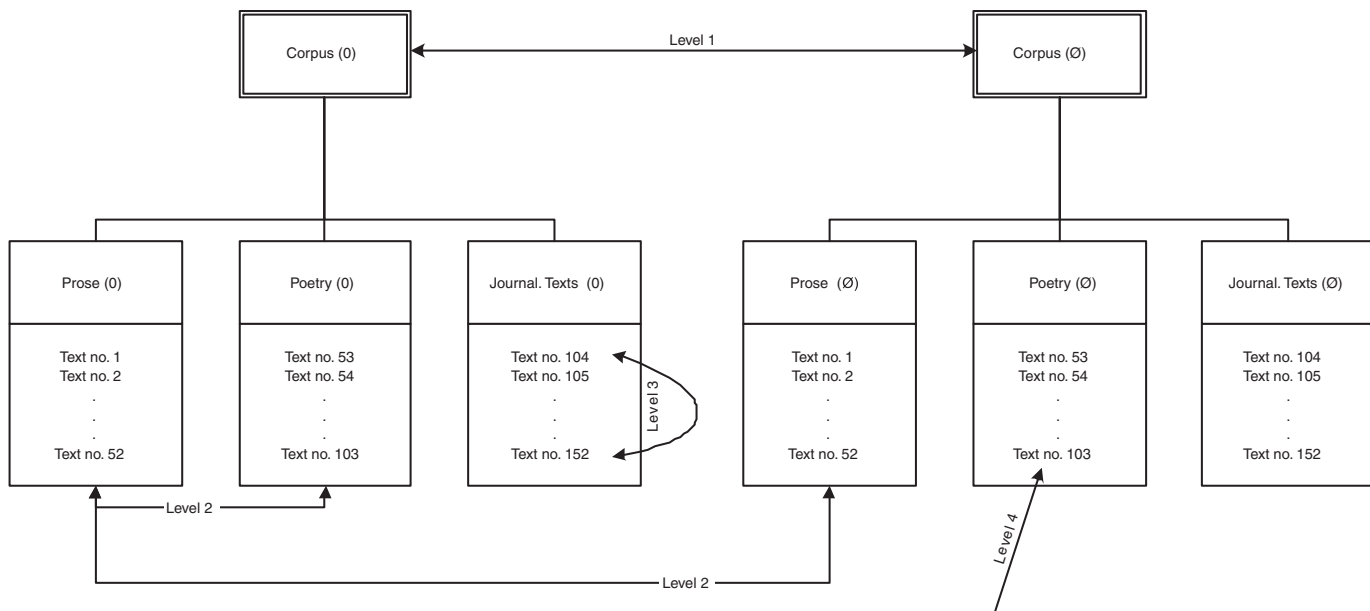 Corpus (0)
Level 1
Corpus (Ø)
Prose (0)
Text no. 1
Text no. 2
.
.
.
Text no. 52
Poetry (0)
Text no. 53
Text no. 54
.
.
.
Text no. 103
Journal. Texts (0)
Text no. 104
Text no. 105
.
.
.
Text no. 152
Level 3
Prose (Ø)
Text no. 1
Text no. 2
.
.
.
Text no. 52
Poetry (Ø)
Text no. 53
Text no. 54
.
.
.
Text no. 103
Journal. Texts (Ø)
Text no. 104
Text no. 105
.
.
.
Text no. 152
Level 2
Level 4
Level 2